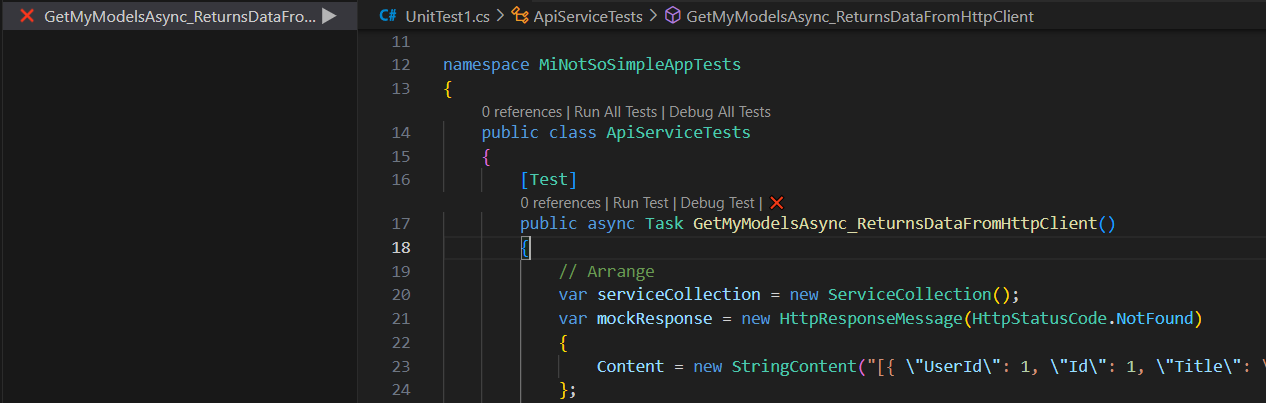 GetMyModelsAsync_ReturnsDataFro...
C# UnitTest1.cs > ApiServiceTests > GetMyModelsAsync_ReturnsDataFromHttpClient
11
12 namespace MiNotSoSimpleAppTests
13 {
0 references | Run All Tests | Debug All Tests
14 public class ApiServiceTests
15 {
16 [Test]
0 references | Run Test | Debug Test |
17 public async Task GetMyModelsAsync_ReturnsDataFromHttpClient()
18 {
19 // Arrange
20 var serviceCollection = new ServiceCollection();
21 var mockResponse = new HttpResponseMessage(HttpStatusCode.NotFound)
22 {
23 Content = new StringContent("[{ \"UserId\": 1, \"Id\": 1, \"Title\": \
24 };